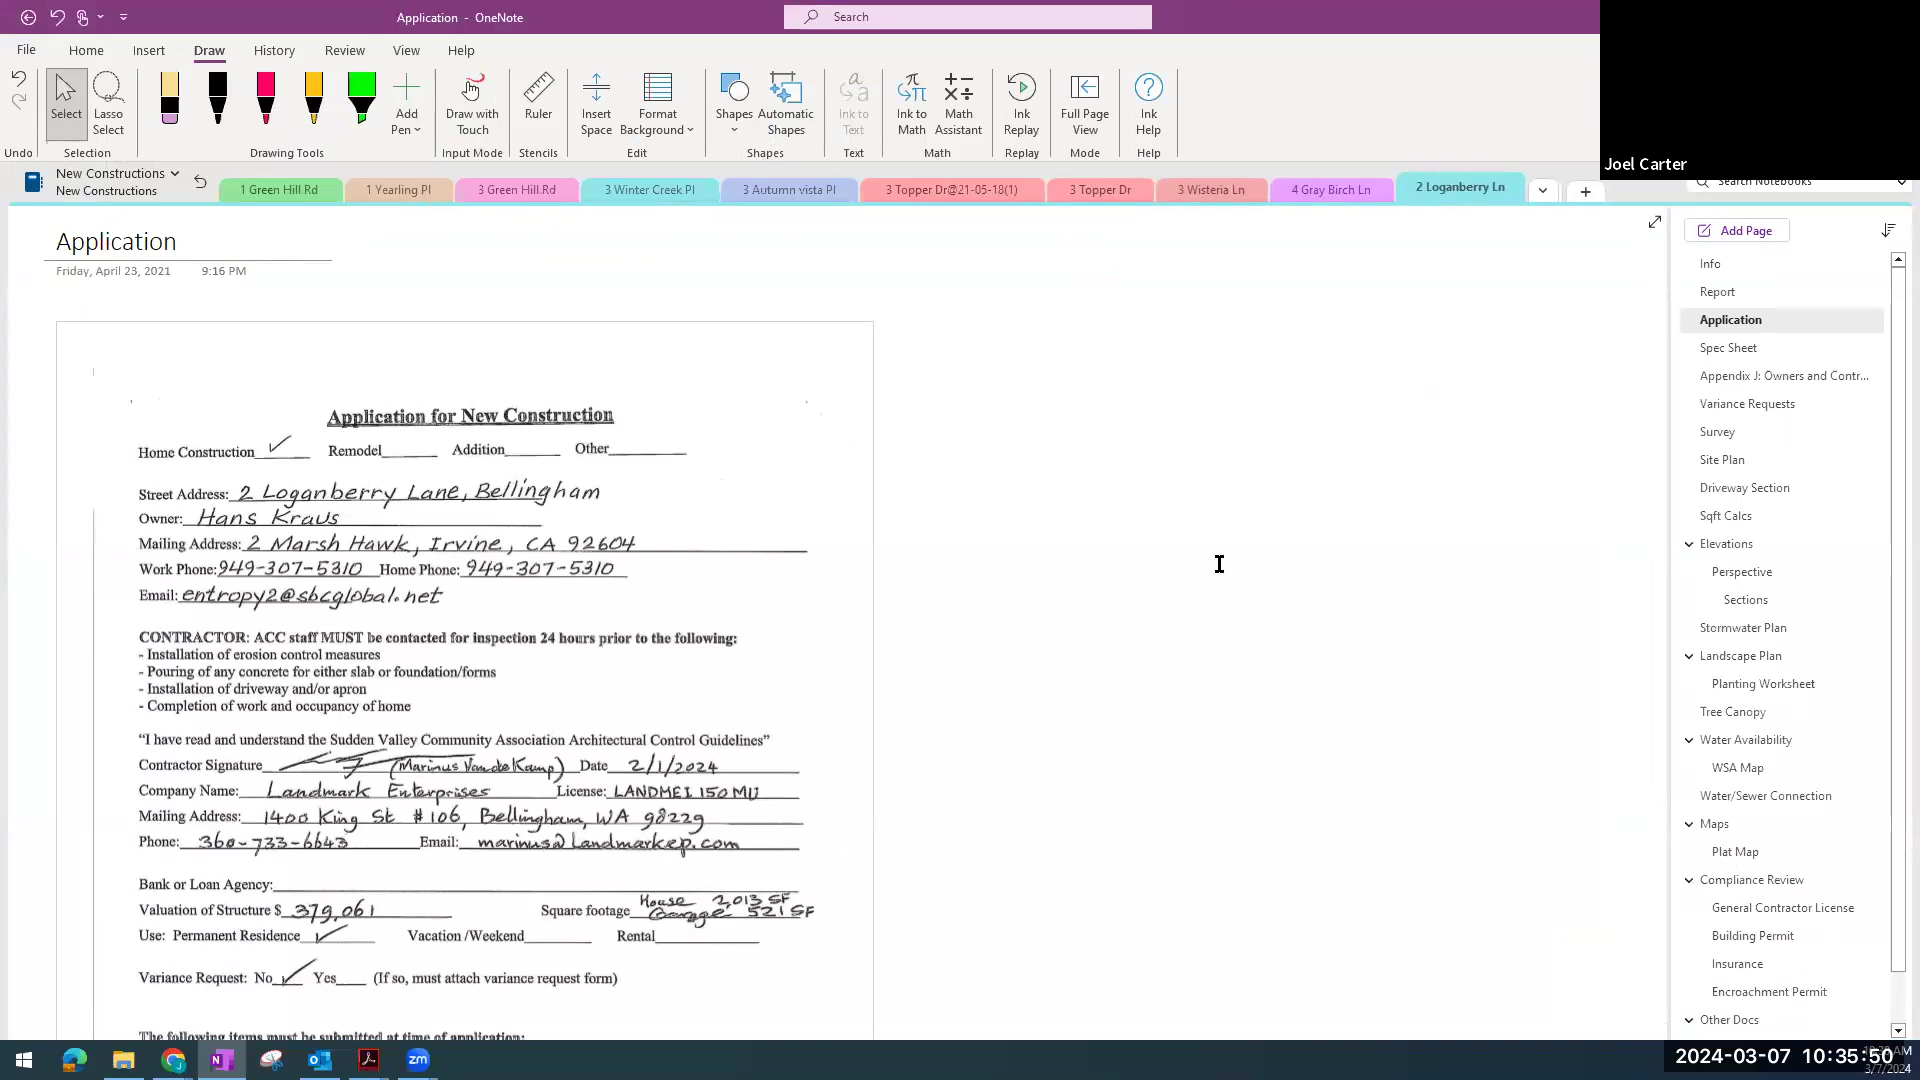 Application - OneNote
Search
File Home Insert Draw History Review View Help
Select
Lasso Select
Add Pen
Draw with Touch
Ruler
Insert Space
Format Background
Shapes
Automatic Shapes
Ink to Text
Ink to Math
Math Assistant
Ink Replay
Full Page View
Ink Help
Undo Selection Drawing Tools Input Mode Stencils Edit Shapes Text Math Replay Mode Help
Joel Carter
New Constructions
New Constructions
1 Green Hill.Rd 1 Yearling Pl 3 Green Hill.Rd 3 Winter Creek Pl 3 Autumn vista Pl 3 Topper Dr@21-05-18(1) 3 Topper Dr 3 Wisteria Ln 4 Gray Birch Ln 2 Loganberry Ln
Search Notebooks
Application
Friday, April 23, 2021 9:16 PM
Application for New Construction
Home Construction Remodel Addition Other
Street Address: 2 Loganberry Lane, Bellingham
Owner: Hans Kraus
Mailing Address: 2 Marsh Hawk, Irvine, CA 92604
Work Phone: 949-307-5310 Home Phone: 949-307-5310
Email: entropy2@sbcglobal.net
CONTRACTOR: ACC staff MUST be contacted for inspection 24 hours prior to the following:
- Installation of erosion control measures
- Pouring of any concrete for either slab or foundation/forms
- Installation of driveway and/or apron
- Completion of work and occupancy of home
“I have read and understand the Sudden Valley Community Association Architectural Control Guidelines”
Contractor Signature (Marinus Van de Kamp) Date 2/1/2024
Company Name: Landmark Enterprises License: LANDMEI 150 MU
Mailing Address: 1400 King St #106, Bellingham, WA 98229
Phone: 360-733-6643 Email: marinus@landmarkep.com
Bank or Loan Agency:
Valuation of Structure $ 379,061 Square footage House 2,013 SF
Garage 521 SF
Use: Permanent Residence Vacation /Weekend Rental
Variance Request: No Yes (If so, must attach variance request form)
The following items must be submitted at time of application:
Add Page
Info
Report
Application
Spec Sheet
Appendix J: Owners and Contr...
Variance Requests
Survey
Site Plan
Driveway Section
Sqft Calcs
Elevations
Perspective
Sections
Stormwater Plan
Landscape Plan
Planting Worksheet
Tree Canopy
Water Availability
WSA Map
Water/Sewer Connection
Maps
Plat Map
Compliance Review
General Contractor License
Building Permit
Insurance
Encroachment Permit
Other Docs
2024-03-07 10:35:50
3/7/2024